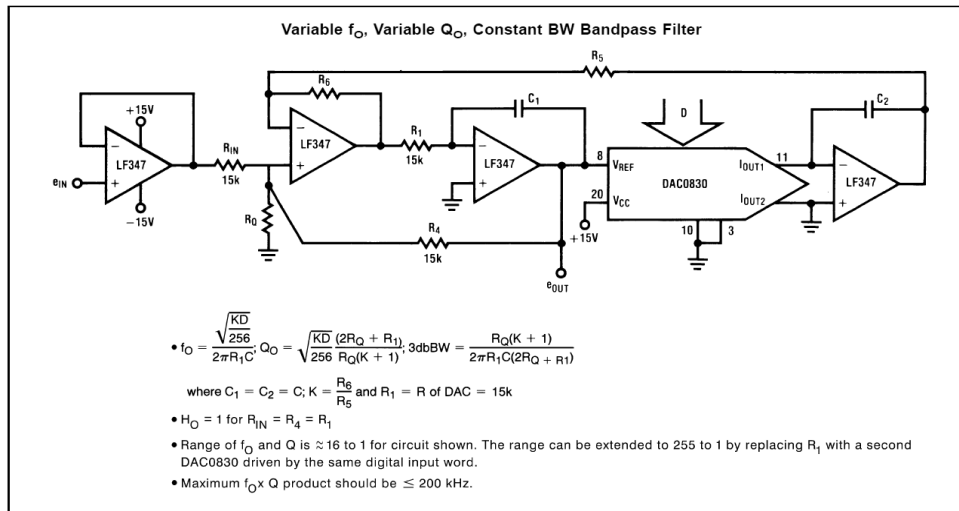 Variable fO, Variable QO, Constant BW Bandpass Filter
R5
R6
C1
C2
D
+15V
R1
−
−
−
−
LF347
RIN
LF347
15k
LF347
8
VREF
IOUT1
11
LF347
DAC0830
eIN
+
15k
+
+
20
VCC
IOUT2
+
−15V
RQ
R4
15k
+15V
10
3
eOUT
• fO = √(KD/256) / 2πR1C; QO = √(KD/256) (2RQ + R1) / RQ(K + 1); 3dbBW = RQ(K + 1) / 2πR1C(2RQ + R1)
where C1 = C2 = C; K = R6/R5 and R1 = R of DAC = 15k
• HO = 1 for RIN = R4 = R1
• Range of fO and Q is ≈ 16 to 1 for circuit shown. The range can be extended to 255 to 1 by replacing R1 with a second
DAC0830 driven by the same digital input word.
• Maximum fO x Q product should be ≤ 200 kHz.